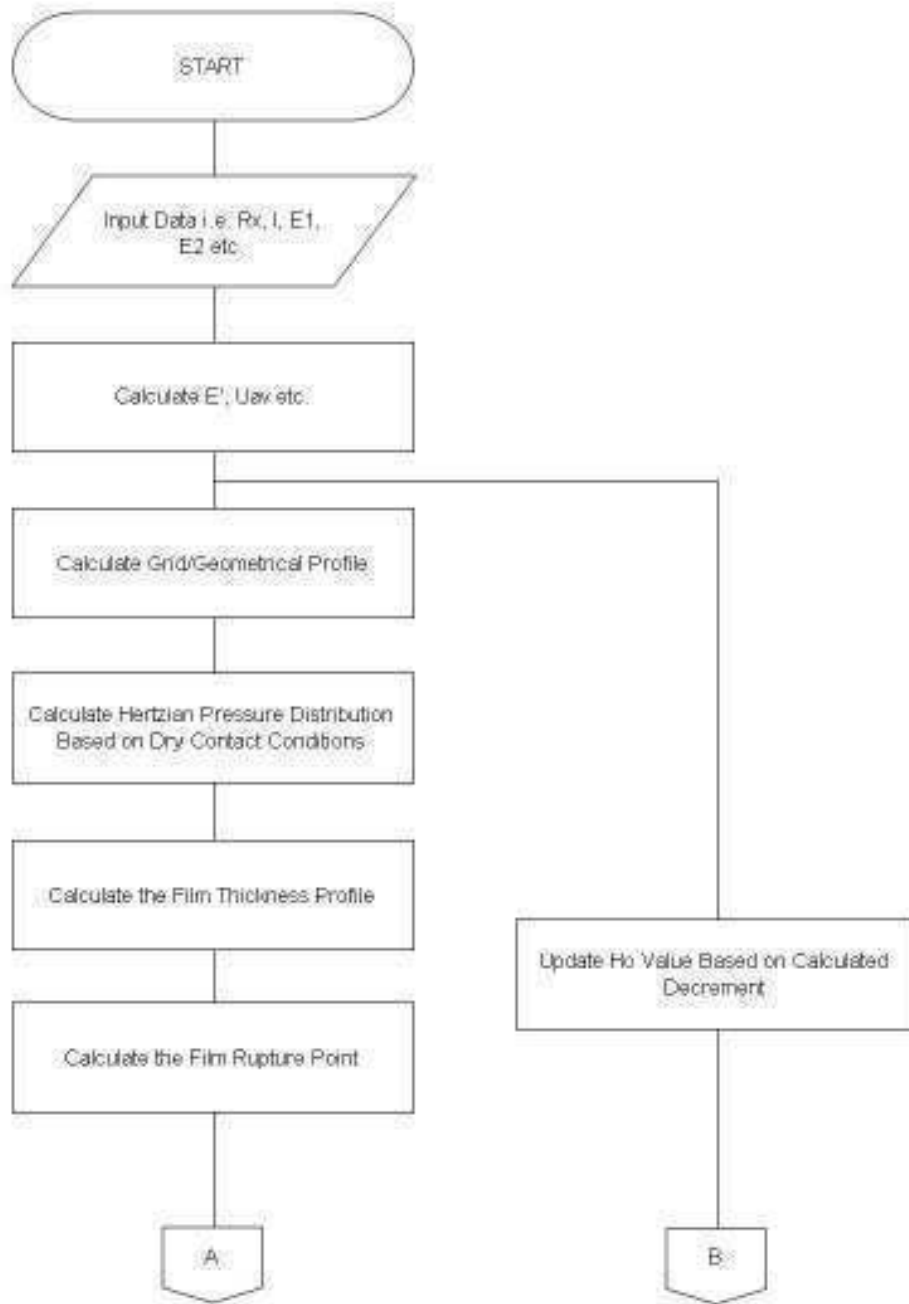 START
Input Data i.e. Rx, l, E1,
E2 etc
Calculate E', Uav etc.
Calculate Grid/Geometrical Profile
Calculate Hertzian Pressure Distribution
Based on Dry Contact Conditions
Calculate the Film Thickness Profile
Update Ho Value Based on Calculated
Decrement
Calculate the Film Rupture Point
A
B